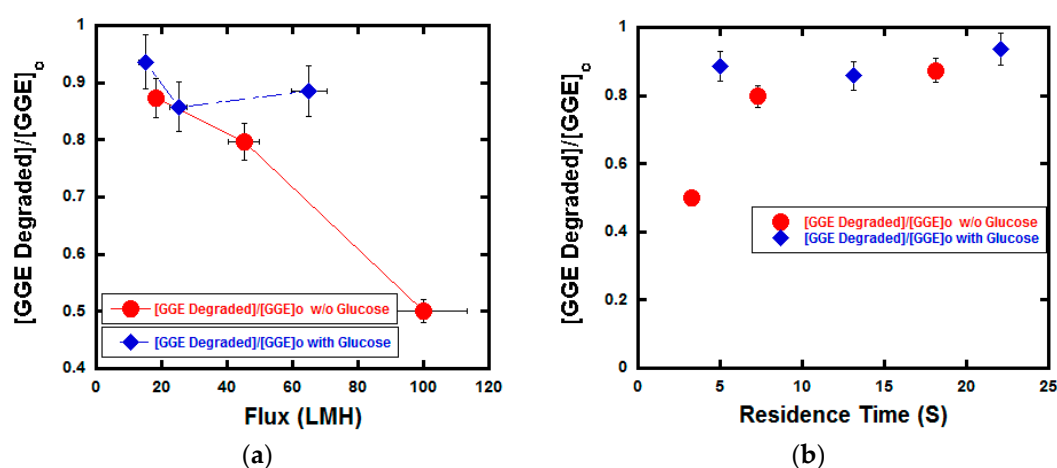 [GGE Degraded]/[GGE]o
1
0.9
0.8
0.7
0.6
0.5
0.4
0 20 40 60 80 100 120
Flux (LMH)
[GGE Degraded]/[GGE]o w/o Glucose
[GGE Degraded]/[GGE]o with Glucose
(a)
[GGE Degraded]/[GGE]o
1
0.8
0.6
0.4
0.2
0
0 5 10 15 20 25
Residence Time (S)
[GGE Degraded]/[GGE]o w/o Glucose
[GGE Degraded]/[GGE]o with Glucose
(b)